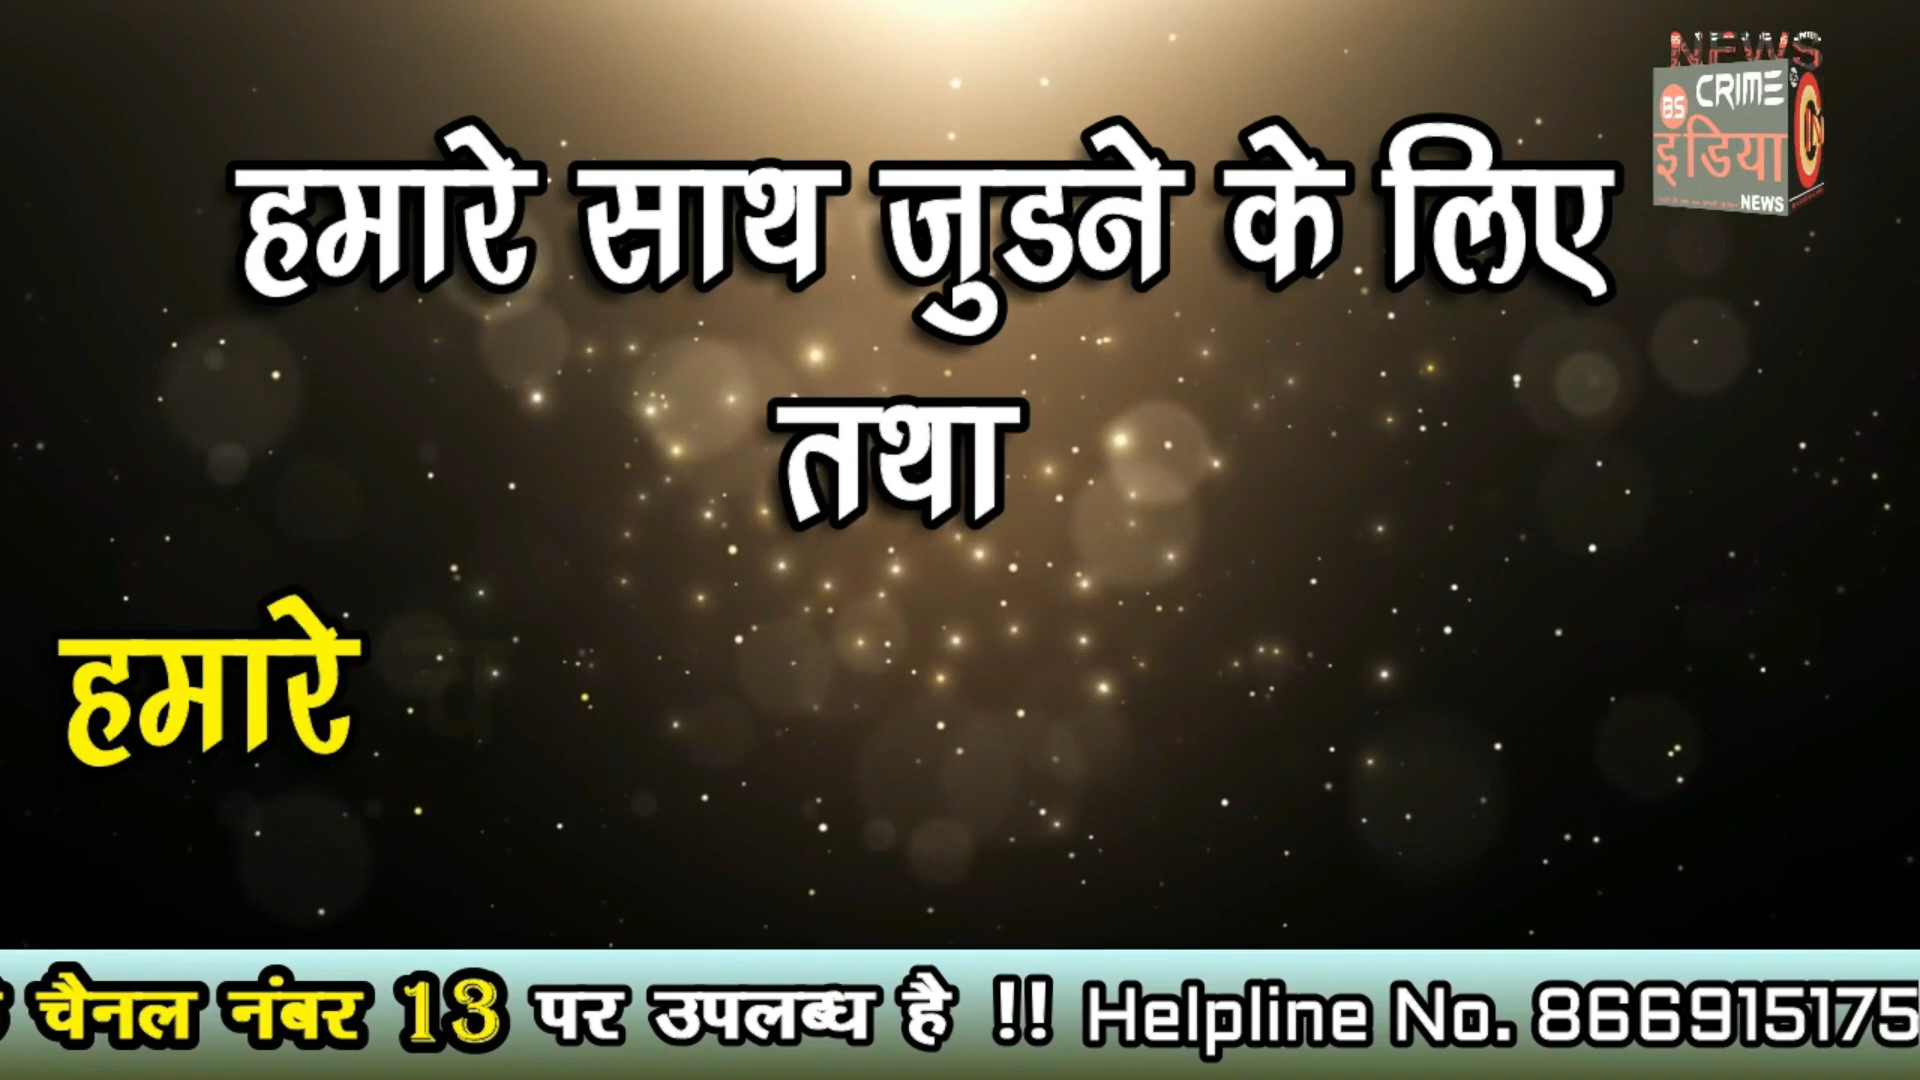 NEWS
BS CRIME
इंडिया
NEWS
हमारे साथ जुडने के लिए
तथा
हमारे
चैनल नंबर 13 पर उपलब्ध है !! Helpline No. 866915175